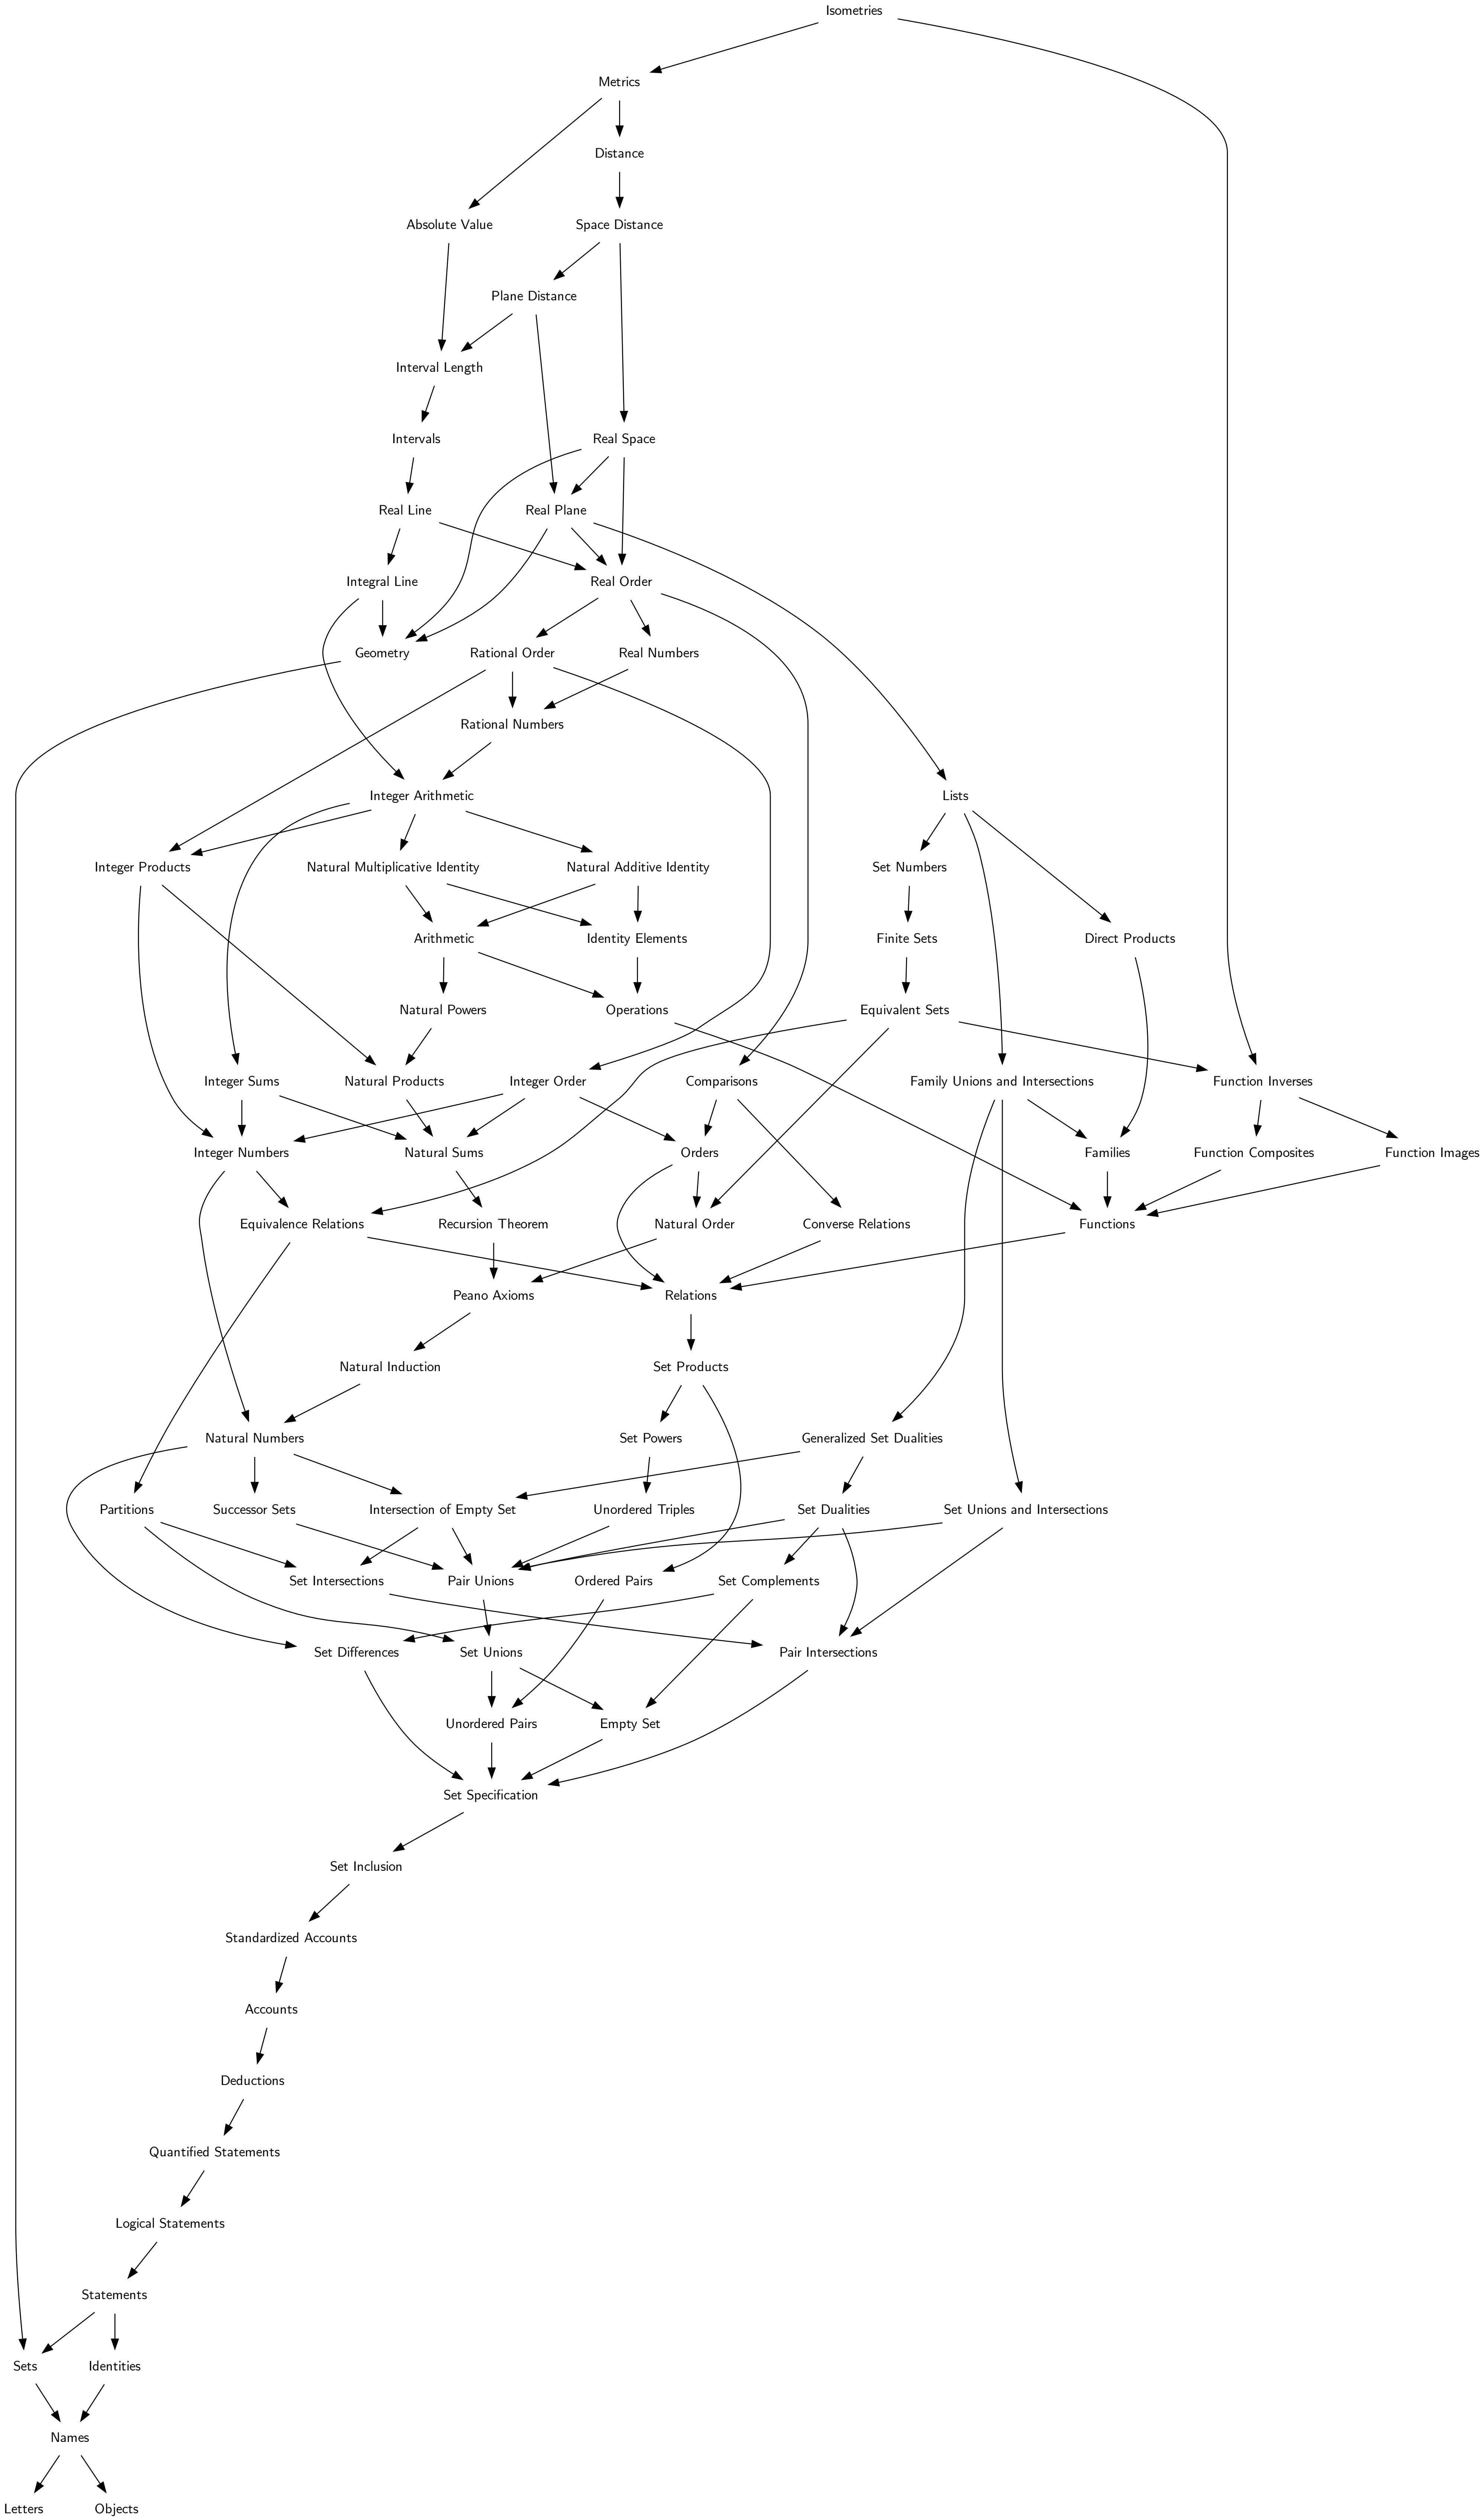 Isometries
Metrics
Distance
Absolute Value
Space Distance
Plane Distance
Interval Length
Intervals
Real Space
Real Line
Real Plane
Integral Line
Real Order
Geometry
Rational Order
Real Numbers
Rational Numbers
Integer Arithmetic
Lists
Integer Products
Natural Multiplicative Identity
Natural Additive Identity
Set Numbers
Arithmetic
Identity Elements
Finite Sets
Direct Products
Natural Powers
Operations
Equivalent Sets
Integer Sums
Natural Products
Integer Order
Comparisons
Family Unions and Intersections
Function Inverses
Integer Numbers
Natural Sums
Orders
Families
Function Composites
Function Images
Equivalence Relations
Recursion Theorem
Natural Order
Converse Relations
Functions
Peano Axioms
Relations
Natural Induction
Set Products
Natural Numbers
Set Powers
Generalized Set Dualities
Partitions
Successor Sets
Intersection of Empty Set
Unordered Triples
Set Dualities
Set Unions and Intersections
Set Intersections
Pair Unions
Ordered Pairs
Set Complements
Set Differences
Set Unions
Pair Intersections
Unordered Pairs
Empty Set
Set Specification
Set Inclusion
Standardized Accounts
Accounts
Deductions
Quantified Statements
Logical Statements
Statements
Sets
Identities
Names
Letters
Objects